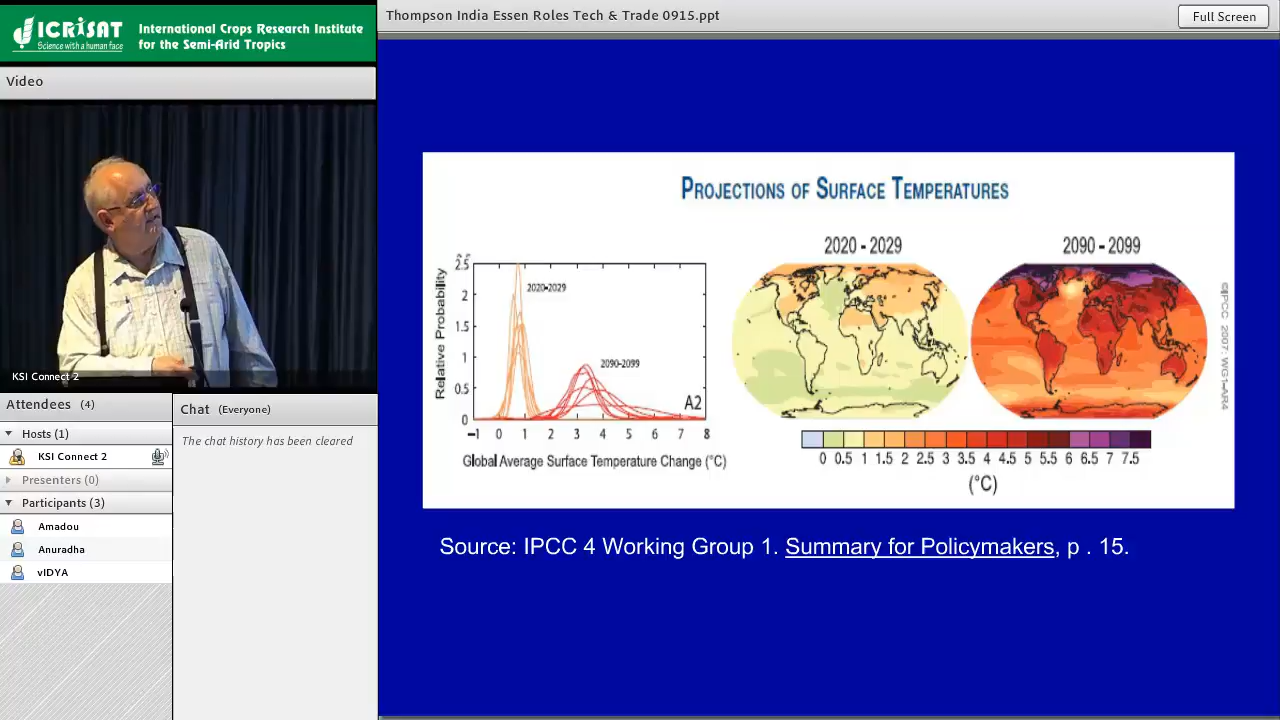 ICRISAT
Science with a human face
International Crops Research Institute
for the Semi-Arid Tropics
Video
KSI Connect 2
Attendees (4)
Hosts (1)
KSI Connect 2
Presenters (0)
Participants (3)
Amadou
Anuradha
vIDYA
Chat (Everyone)
The chat history has been cleared
Thompson India Essen Roles Tech & Trade 0915.ppt
Full Screen
PROJECTIONS OF SURFACE TEMPERATURES
Relative Probability
2.5
2
1.5
1
0.5
0
2020-2029
2090-2099
A2
−1 0 1 2 3 4 5 6 7 8
Global Average Surface Temperature Change (°C)
2020 - 2029
2090 - 2099
0 0.5 1 1.5 2 2.5 3 3.5 4 4.5 5 5.5 6 6.5 7 7.5
(°C)
©IPCC 2007: WG1-AR4
Source: IPCC 4 Working Group 1. Summary for Policymakers, p . 15.